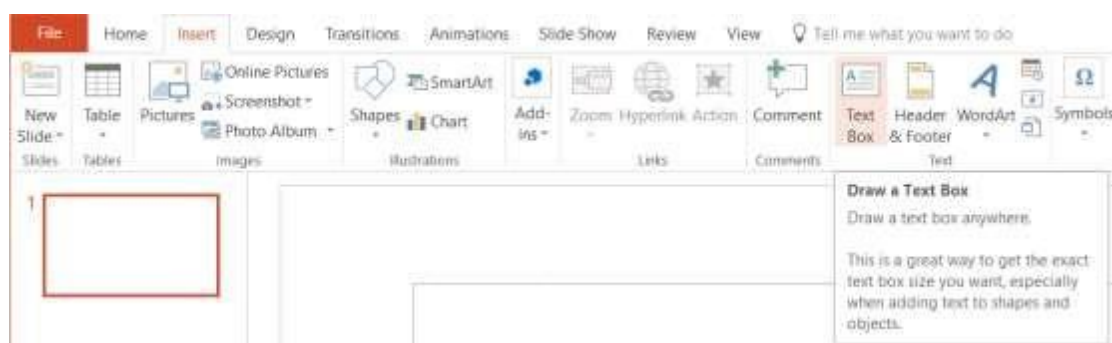 File Home Insert Design Transitions Animations Slide Show Review View Tell me what you want to do
New Slide
Table
Pictures
Online Pictures
Screenshot
Photo Album
Shapes
SmartArt
Chart
Add-ins
Zoom
Hyperlink
Action
Comment
Text Box
Header & Footer
WordArt
Ω
Symbols
Slides Tables Images Illustrations Links Comments Text
1
Draw a Text Box
Draw a text box anywhere.
This is a great way to get the exact
text box size you want, especially
when adding text to shapes and
objects.